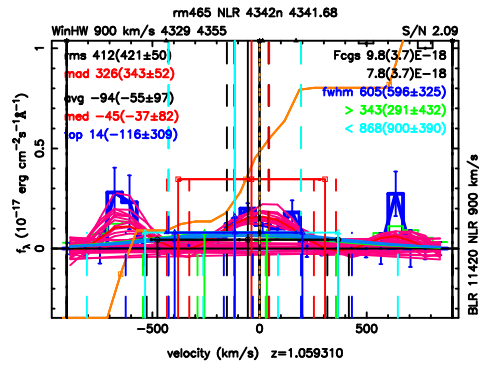 rm465 NLR 4342n 4341.68
WinHW 900 km/s 4329 4355 S/N 2.09
rms 412(421±50) Fcgs 9.8(3.7)E-18
mad 326(343±52) 7.8(3.7)E-18
fwhm 605(596±325)
avg -94(-55±97) > 343(291±432)
med -45(-37±82) < 868(900±390)
top 14(-116±309)
1
0.5
0
fλ (10⁻¹⁷ erg cm⁻²s⁻¹Å⁻¹)
BLR 11420 NLR 900 km/s
-500 0 500
velocity (km/s) z=1.059310